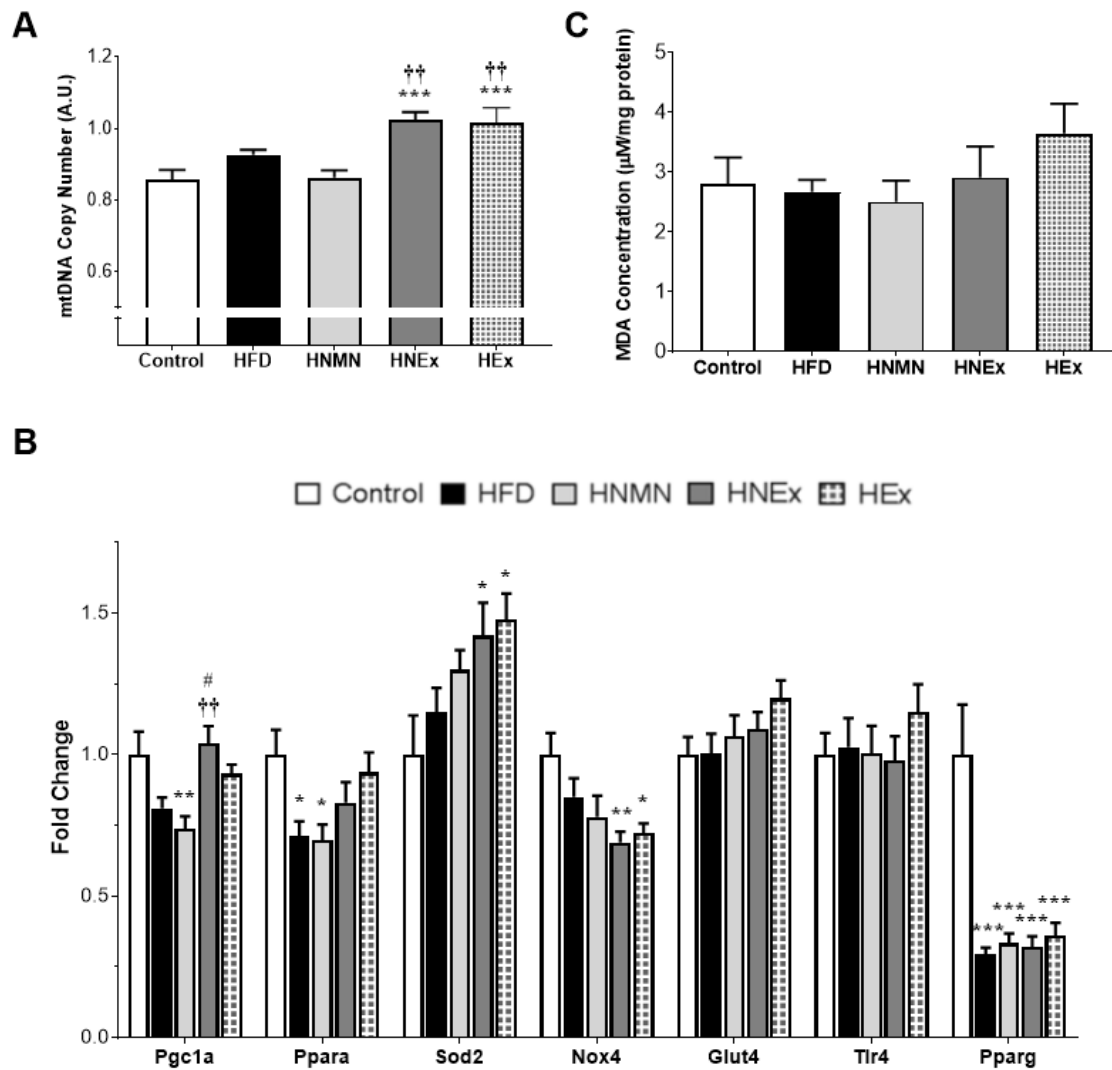 A
mtDNA Copy Number (A.U.)
1.2
1.0
0.8
0.6
††
***
††
***
Control HFD HNMN HNEx HEx
C
MDA Concentration (µM/mg protein)
5
4
3
2
1
0
Control HFD HNMN HNEx HEx
B
Control HFD HNMN HNEx HEx
Fold Change
1.5
1.0
0.5
0.0
#
††
**
* *
* *
** *
*** *** *** ***
Pgc1a Ppara Sod2 Nox4 Glut4 Tlr4 Pparg